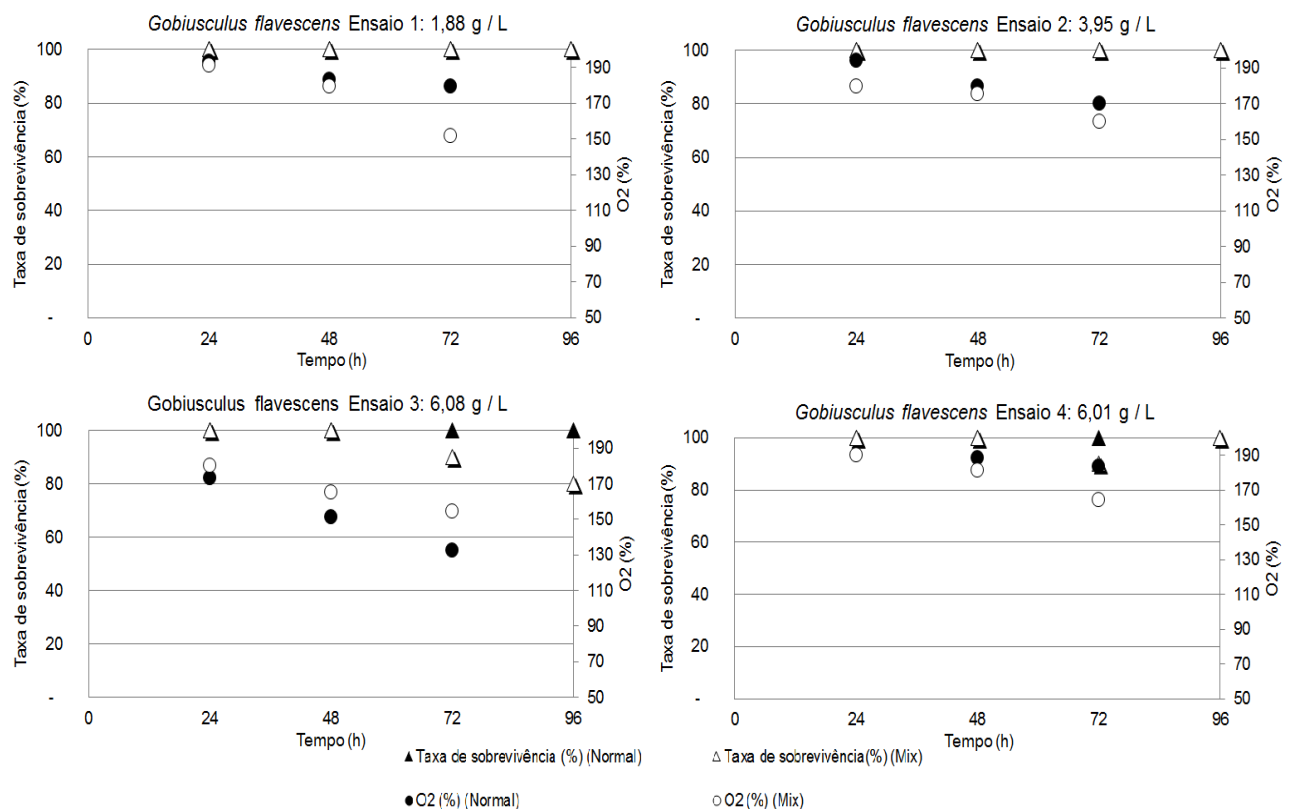 Gobiusculus flavescens Ensaio 1: 1,88 g / L
Taxa de sobrevivência (%)
100
80
60
40
20
-
190
170
150
130
110
90
70
50
O2 (%)
0 24 48 72 96
Tempo (h)
Gobiusculus flavescens Ensaio 2: 3,95 g / L
Taxa de sobrevivência (%)
100
80
60
40
20
-
190
170
150
130
110
90
70
50
O2 (%)
0 24 48 72 96
Tempo (h)
Gobiusculus flavescens Ensaio 3: 6,08 g / L
Taxa de sobrevivência (%)
100
80
60
40
20
-
190
170
150
130
110
90
70
50
O2 (%)
0 24 48 72 96
Tempo (h)
Gobiusculus flavescens Ensaio 4: 6,01 g / L
Taxa de sobrevivência (%)
100
80
60
40
20
-
190
170
150
130
110
90
70
50
O2 (%)
0 24 48 72 96
Tempo (h)
Taxa de sobrevivência (%) (Normal)
Taxa de sobrevivência(%) (Mix)
O2 (%) (Normal)
O2 (%) (Mix)